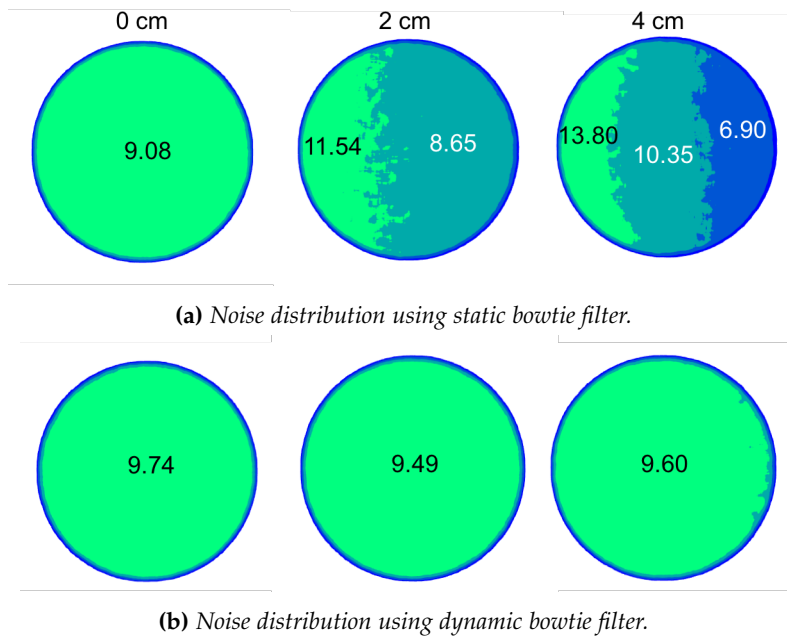 0 cm 2 cm 4 cm
9.08 11.54 8.65 13.80 10.35 6.90
(a) Noise distribution using static bowtie filter.
9.74 9.49 9.60
(b) Noise distribution using dynamic bowtie filter.